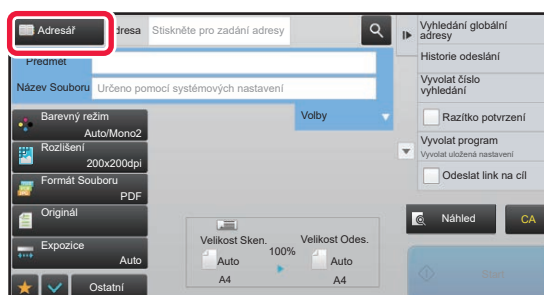 Adresář
dresa
Stiskněte pro zadání adresy
Předmět
Název Souboru
Určeno pomocí systémových nastavení
Volby
Barevný režim
Auto/Mono2
Rozlišení
200x200dpi
Formát Souboru
PDF
Originál
Expozice
Auto
Ostatní
Velikost Sken.
Auto
A4
100%
Velikost Odes.
Auto
A4
Vyhledání globální
adresy
Historie odeslání
Vyvolat číslo
vyhledání
Razítko potvrzení
Vyvolat program
Vyvolat uložená nastavení
Odeslat link na cíl
Náhled
CA
Start